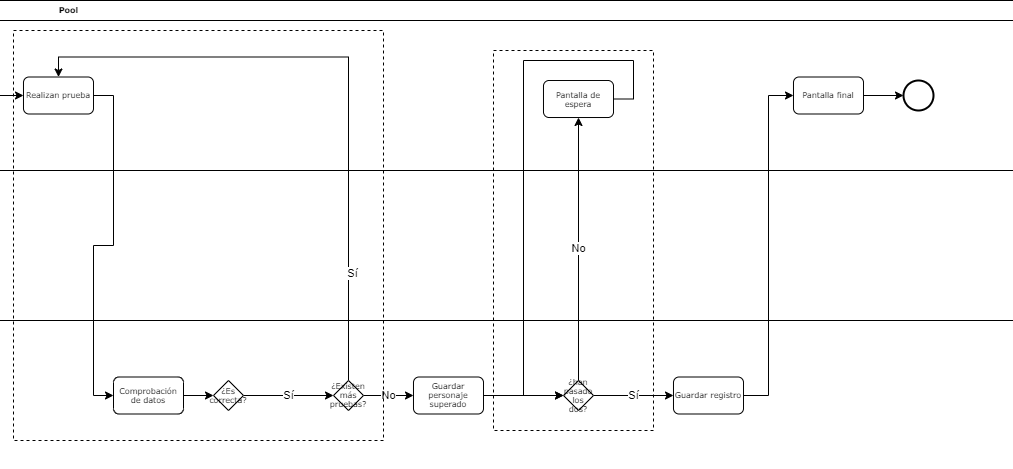 Pool
Realizan prueba
Pantalla de
espera
Pantalla final
No
Sí
Comprobación
de datos
¿Es
correcta?
Sí
¿Existen
más
pruebas?
No
Guardar
personaje
superado
¿han
pasado
los
dos?
Sí
Guardar registro